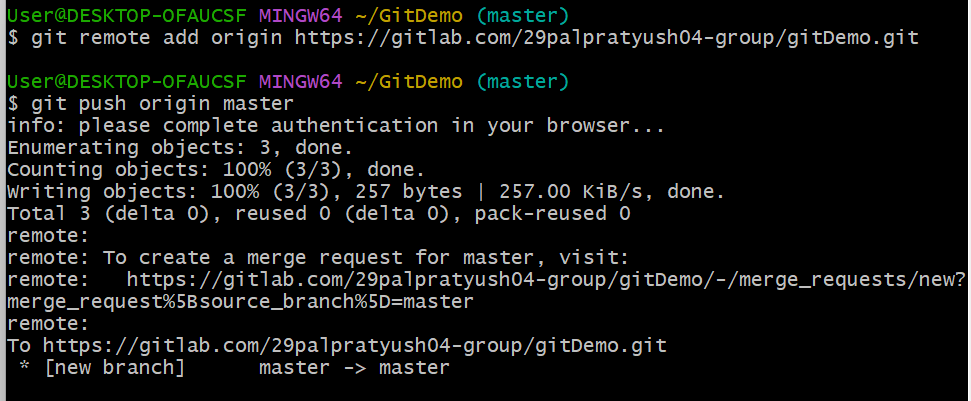 User@DESKTOP-OFAUCSF MINGW64 ~/GitDemo (master)
$ git remote add origin https://gitlab.com/29palpratyush04-group/gitDemo.git
User@DESKTOP-OFAUCSF MINGW64 ~/GitDemo (master)
$ git push origin master
info: please complete authentication in your browser...
Enumerating objects: 3, done.
Counting objects: 100% (3/3), done.
Writing objects: 100% (3/3), 257 bytes | 257.00 KiB/s, done.
Total 3 (delta 0), reused 0 (delta 0), pack-reused 0
remote:
remote: To create a merge request for master, visit:
remote:   https://gitlab.com/29palpratyush04-group/gitDemo/-/merge_requests/new?
merge_request%5Bsource_branch%5D=master
remote:
To https://gitlab.com/29palpratyush04-group/gitDemo.git
 * [new branch]      master -> master